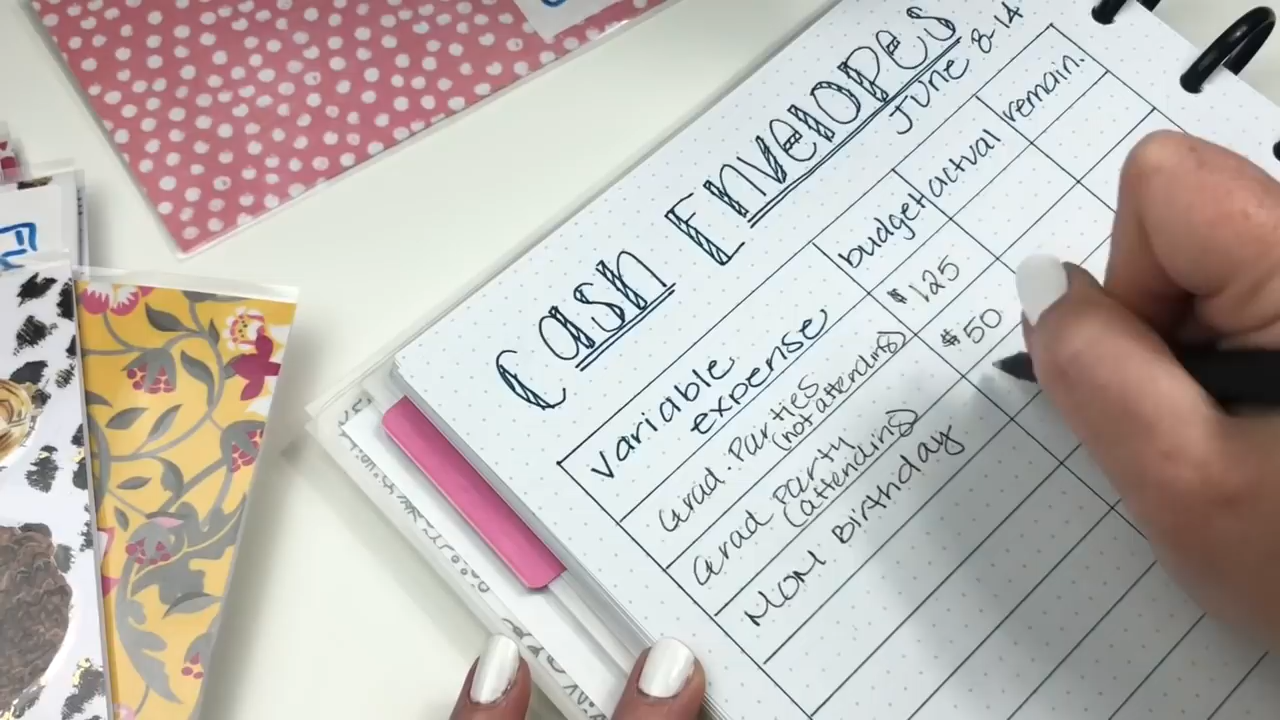 Cash Envelopes
June 8-14
variable expense budget actual remain.
Grad. Parties $125
(not attending)
Grad Party $50
(attending)
Mom Birthday